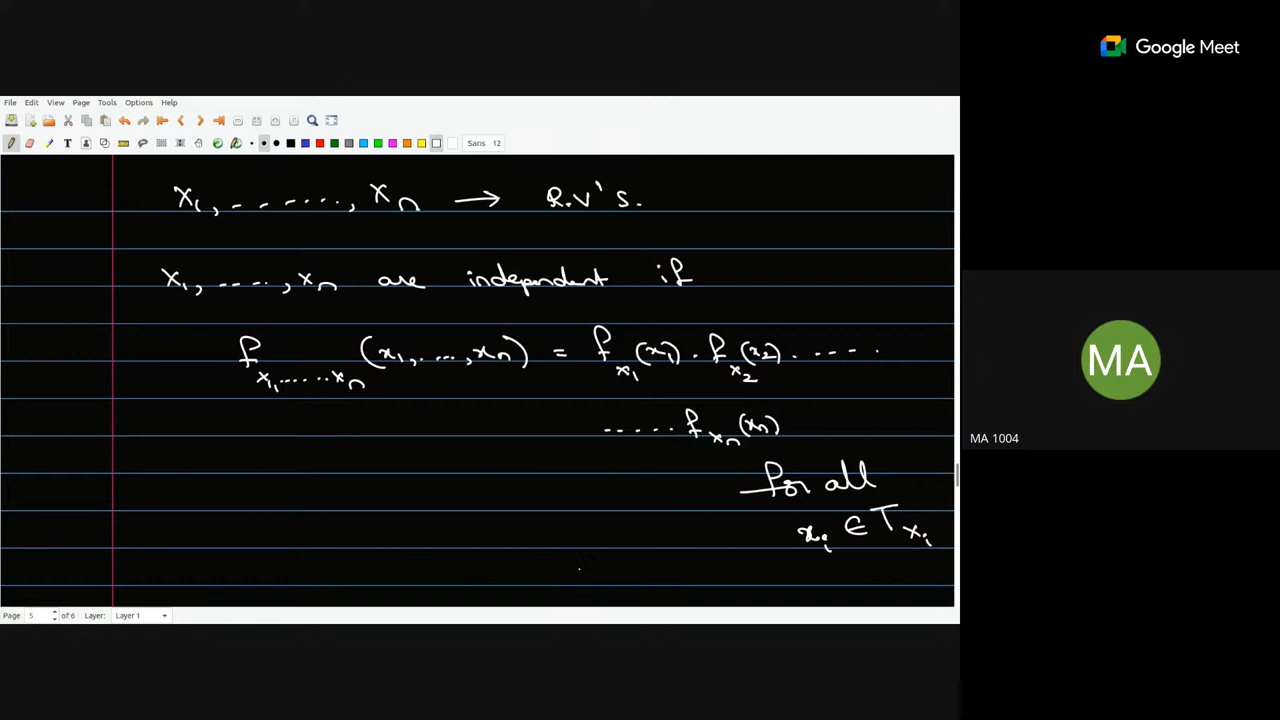 Google Meet
File Edit View Page Tools Options Help
Sans 12
X₁, ......., Xₙ → R.V's.
X₁, ....., Xₙ are independent if
f_{X₁,......Xₙ} (x₁, ...., xₙ) = f_{X₁}(x₁) . f_{X₂}(x₂) . .....
..... f_{Xₙ}(xₙ)
for all
xᵢ ∈ T_{Xᵢ}
MA
MA 1004
Page 5 of 6 Layer: Layer 1